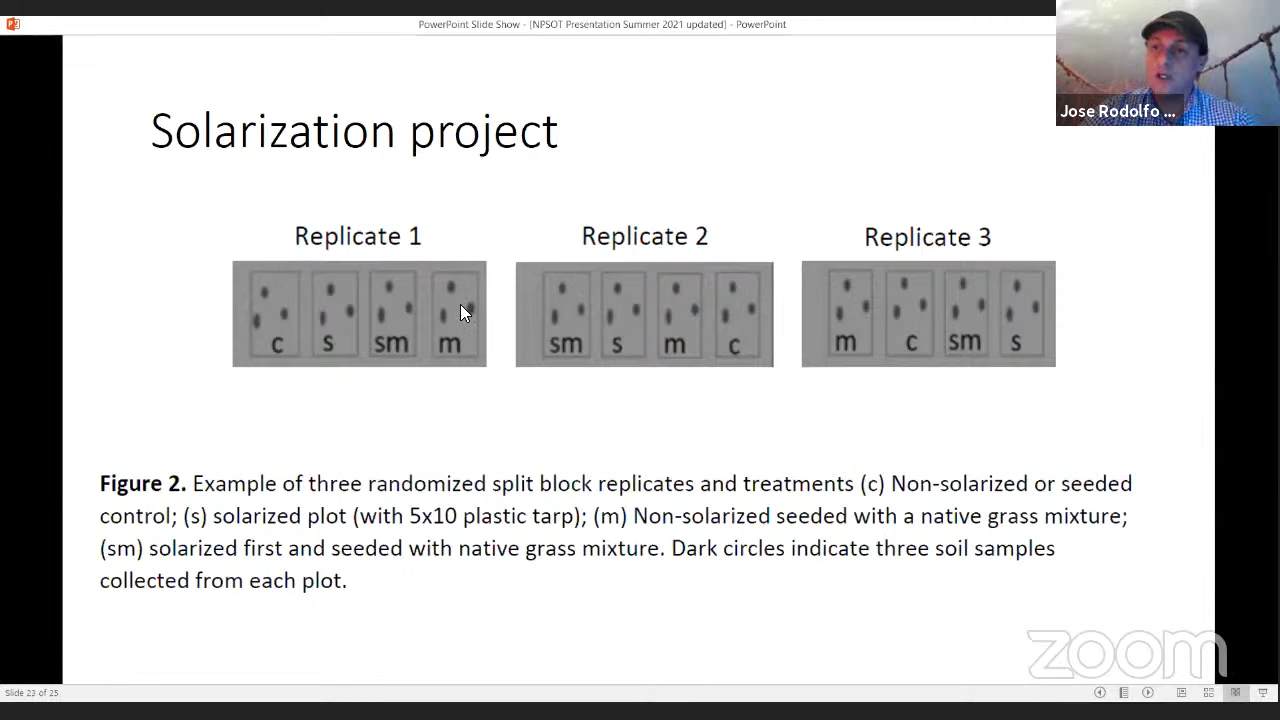 PowerPoint Slide Show - [NPSOT Presentation Summer 2021 updated] - PowerPoint
Jose Rodolfo ...
Solarization project
Replicate 1
Replicate 2
Replicate 3
c s sm m
sm s m c
m c sm s
Figure 2. Example of three randomized split block replicates and treatments (c) Non-solarized or seeded
control; (s) solarized plot (with 5x10 plastic tarp); (m) Non-solarized seeded with a native grass mixture;
(sm) solarized first and seeded with native grass mixture. Dark circles indicate three soil samples
collected from each plot.
zoom
Slide 23 of 25